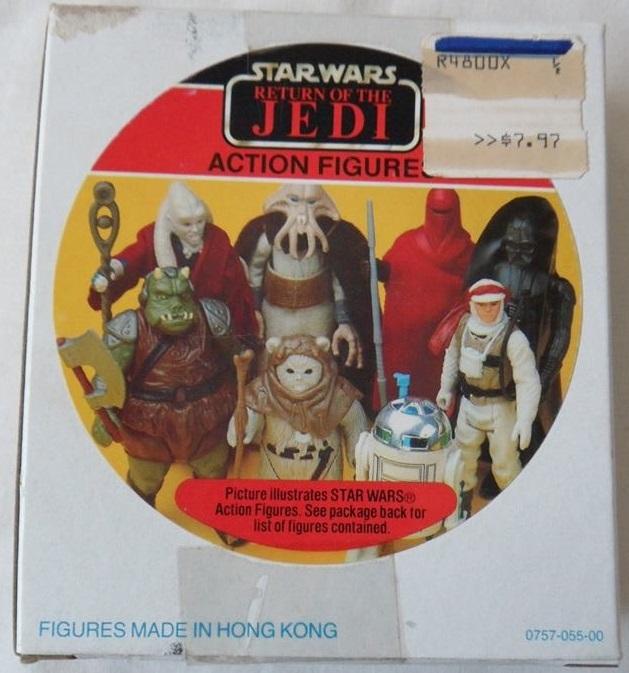 STAR WARS
RETURN OF THE
JEDI
ACTION FIGURE
R4800X
>>$7.97
Picture illustrates STAR WARS®
Action Figures. See package back for
list of figures contained.
FIGURES MADE IN HONG KONG
0757-055-00